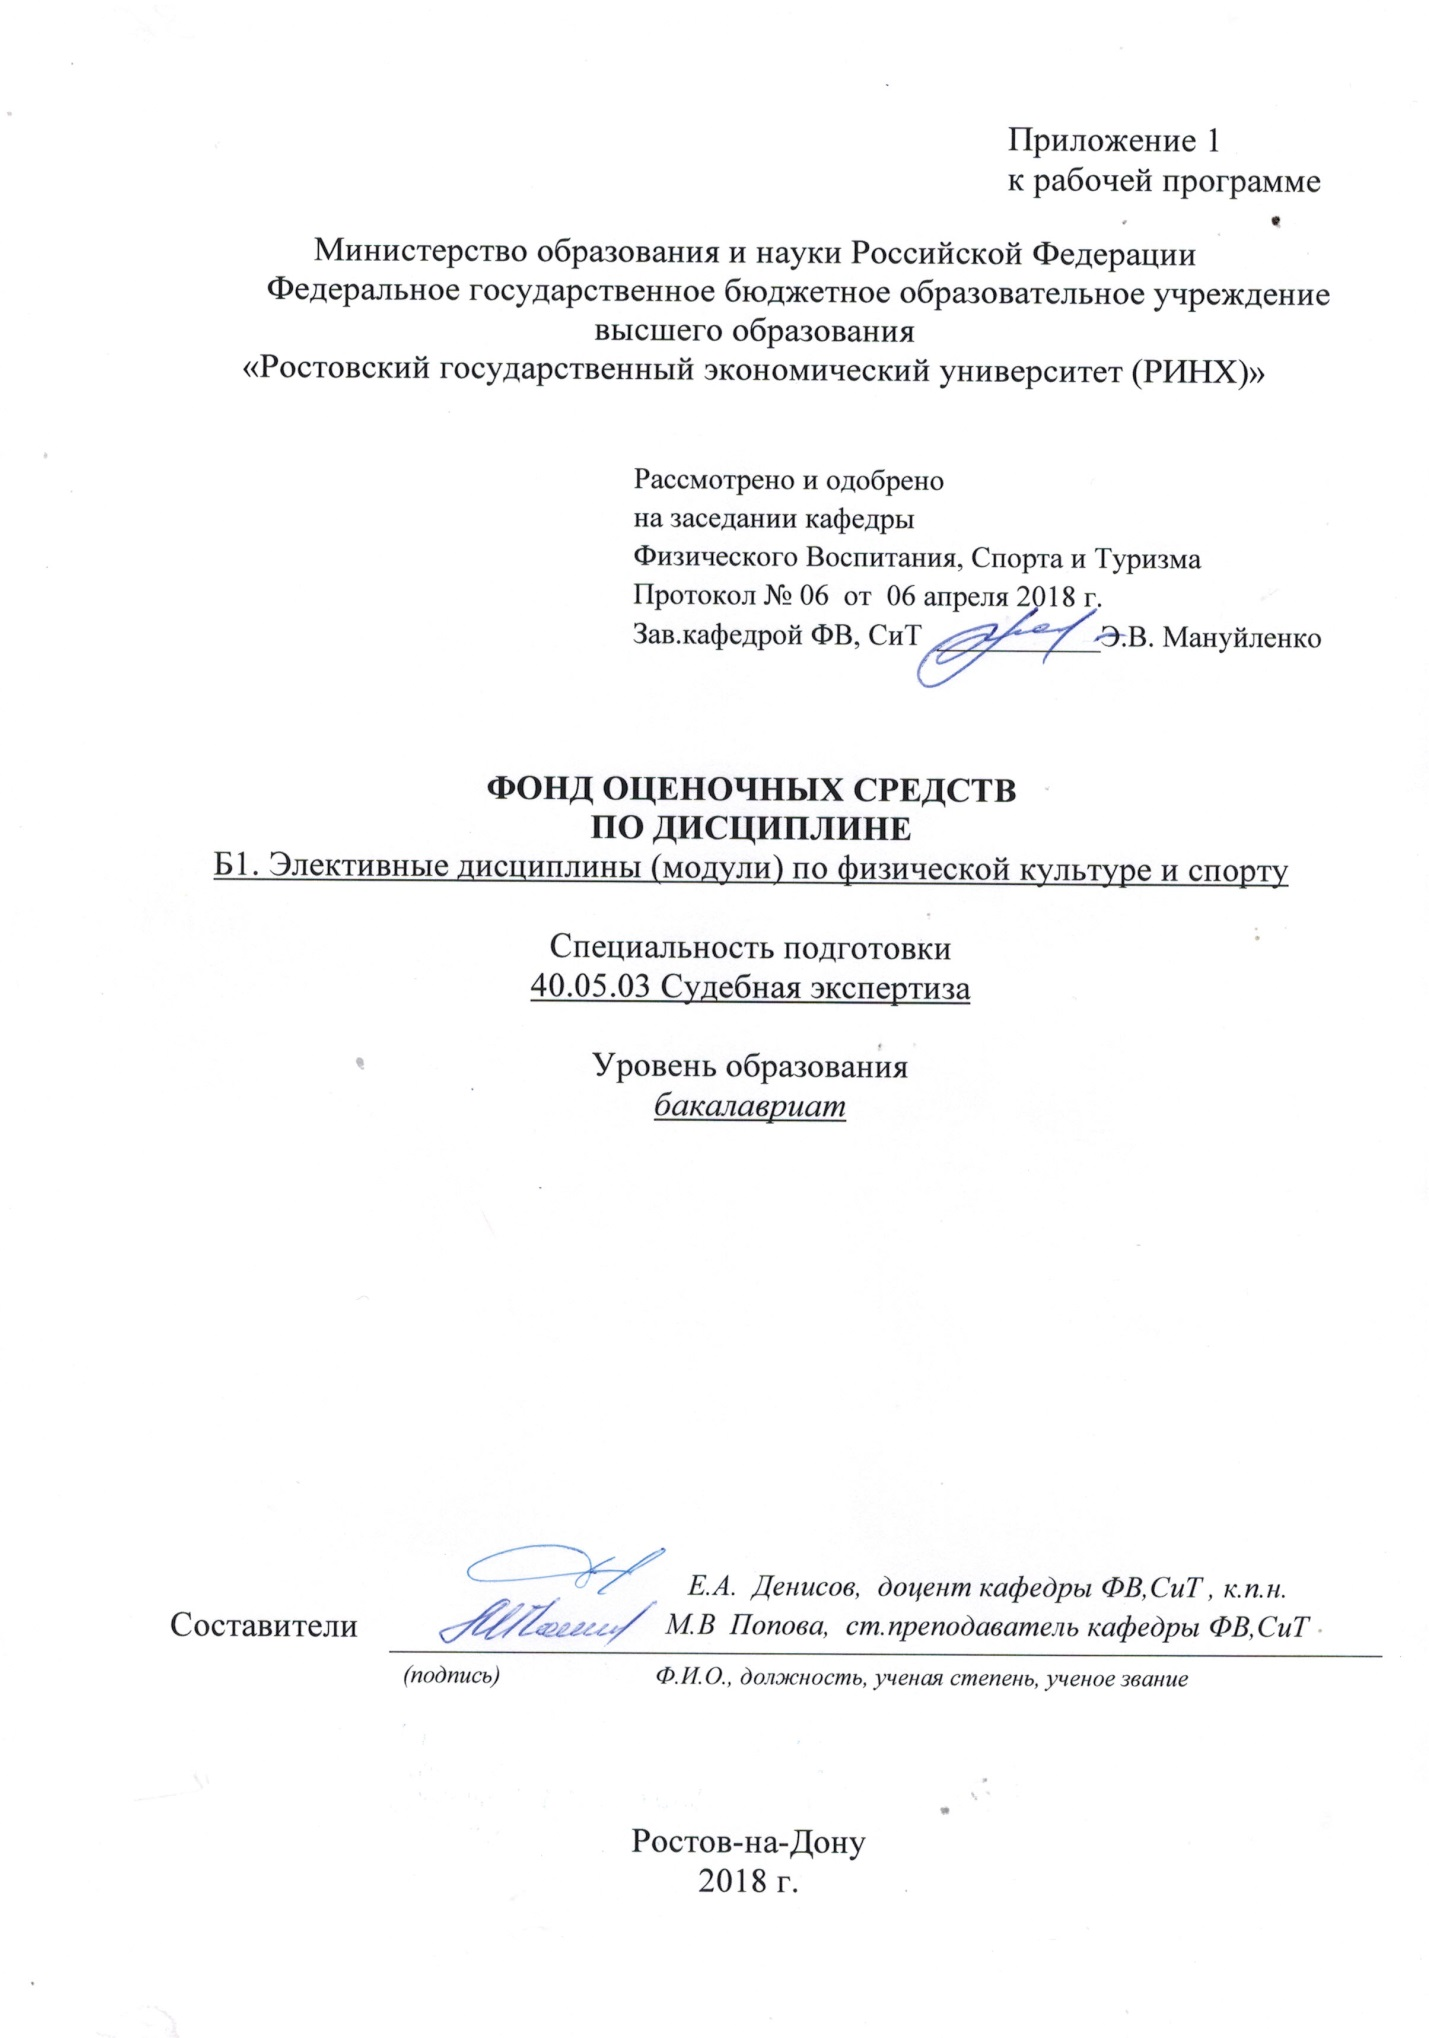 Приложение 1
к рабочей программе
Министерство образования и науки Российской Федерации
Федеральное государственное бюджетное образовательное учреждение
высшего образования
«Ростовский государственный экономический университет (РИНХ)»
Рассмотрено и одобрено
на заседании кафедры
Физического Воспитания, Спорта и Туризма
Протокол № 06 от 06 апреля 2018 г.
Зав.кафедрой ФВ, СиТ ____________Э.В. Мануйленко
ФОНД ОЦЕНОЧНЫХ СРЕДСТВ
ПО ДИСЦИПЛИНЕ
Б1. Элективные дисциплины (модули) по физической культуре и спорту
Специальность подготовки
40.05.03 Судебная экспертиза
Уровень образования
бакалавриат
Е.А. Денисов, доцент кафедры ФВ,СиТ , к.п.н.
Составители М.В Попова, ст.преподаватель кафедры ФВ,СиТ
(подпись) Ф.И.О., должность, ученая степень, ученое звание
Ростов-на-Дону
2018 г.